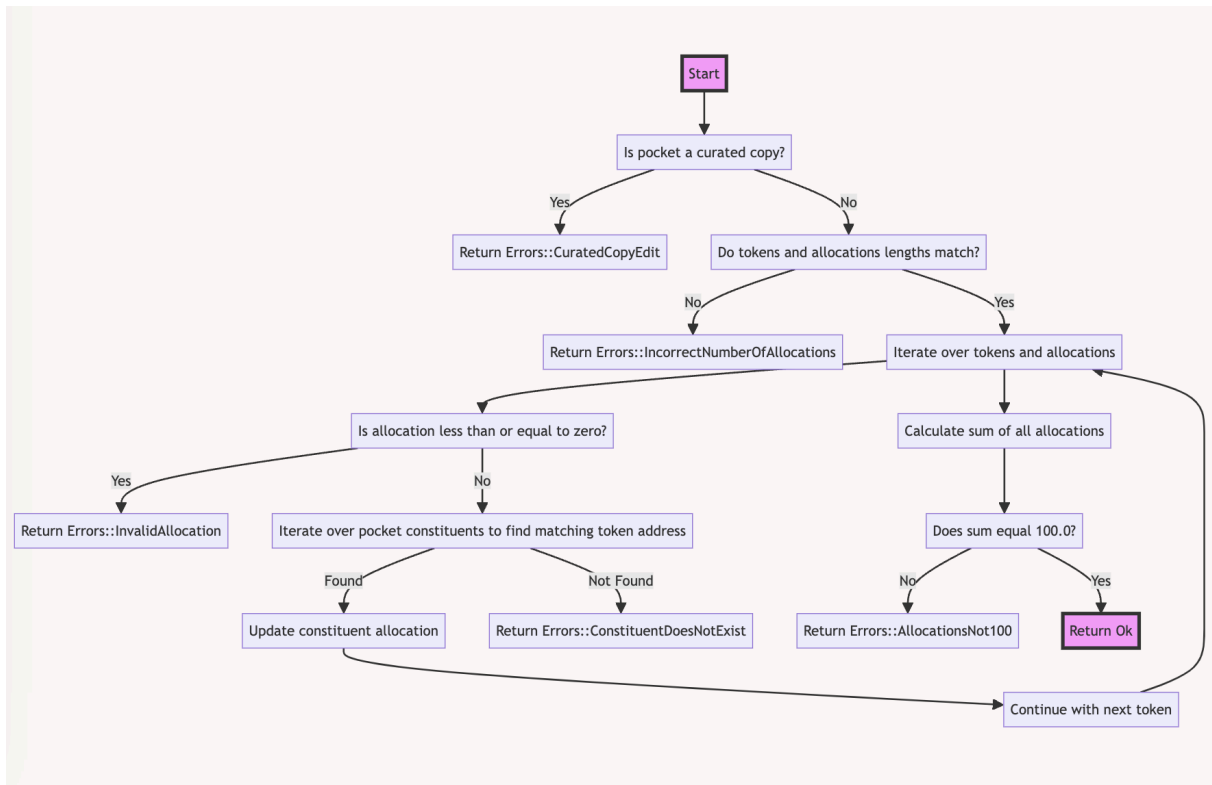 Start
Is pocket a curated copy?
Yes
No
Return Errors::CuratedCopyEdit
Do tokens and allocations lengths match?
No
Yes
Return Errors::IncorrectNumberOfAllocations
Iterate over tokens and allocations
Is allocation less than or equal to zero?
Calculate sum of all allocations
Yes
No
Return Errors::InvalidAllocation
Iterate over pocket constituents to find matching token address
Does sum equal 100.0?
Found
Not Found
No
Yes
Update constituent allocation
Return Errors::ConstituentDoesNotExist
Return Errors::AllocationsNot100
Return Ok
Continue with next token